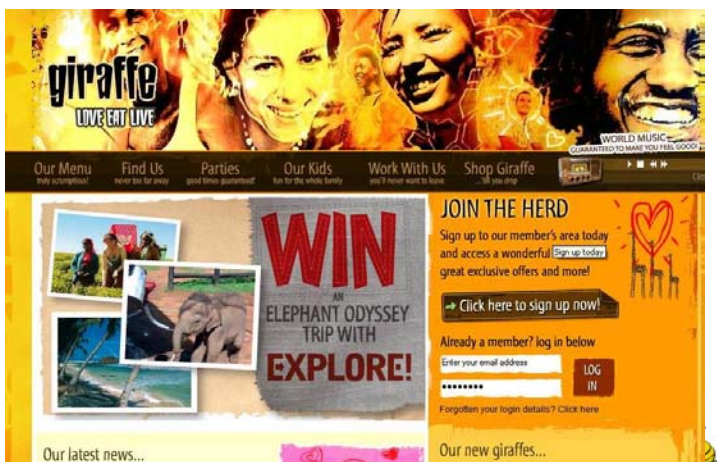 giraffe
LOVE EAT LIVE
WORLD MUSIC
GUARANTEED TO MAKE YOU FEEL GOOD!
Our Menu Find Us Parties Our Kids Work With Us Shop Giraffe
truly scrumptious! never too far away good times guaranteed! fun for the whole family you'll never want to leave ...'till you drop
WIN
AN
ELEPHANT ODYSSEY
TRIP WITH
EXPLORE!
JOIN THE HERD
Sign up to our member's area today
and access a wonderful Sign up today
great exclusive offers and more!
Click here to sign up now!
Already a member? log in below
Enter your email address
LOG
IN
Forgotten your login details? Click here
Our latest news...
Our new giraffes...